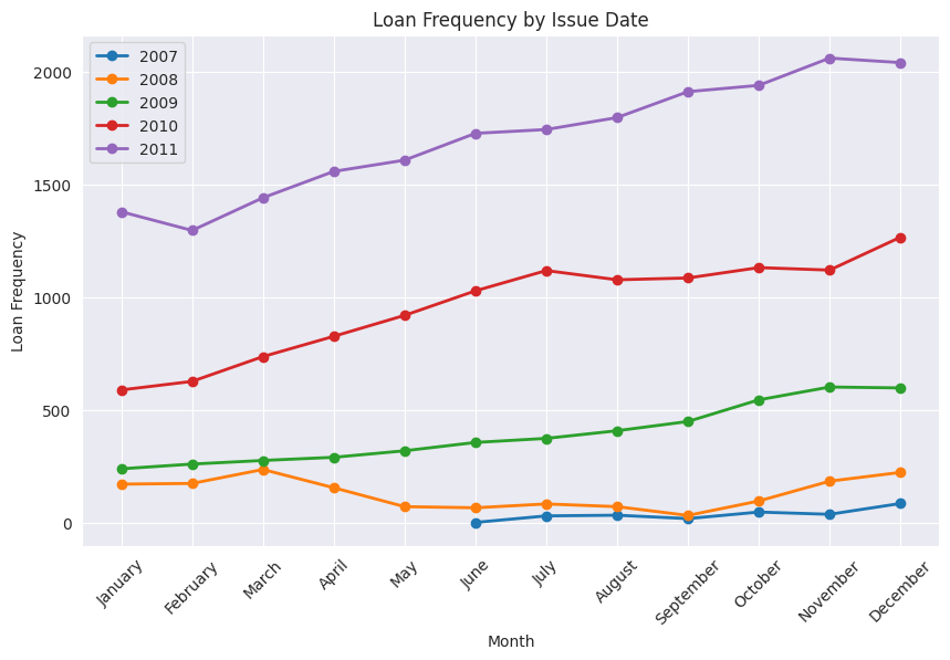 Loan Frequency by Issue Date
2007
2008
2009
2010
2011
2000
1500
1000
500
0
Loan Frequency
January
February
March
April
May
June
July
August
September
October
November
December
Month